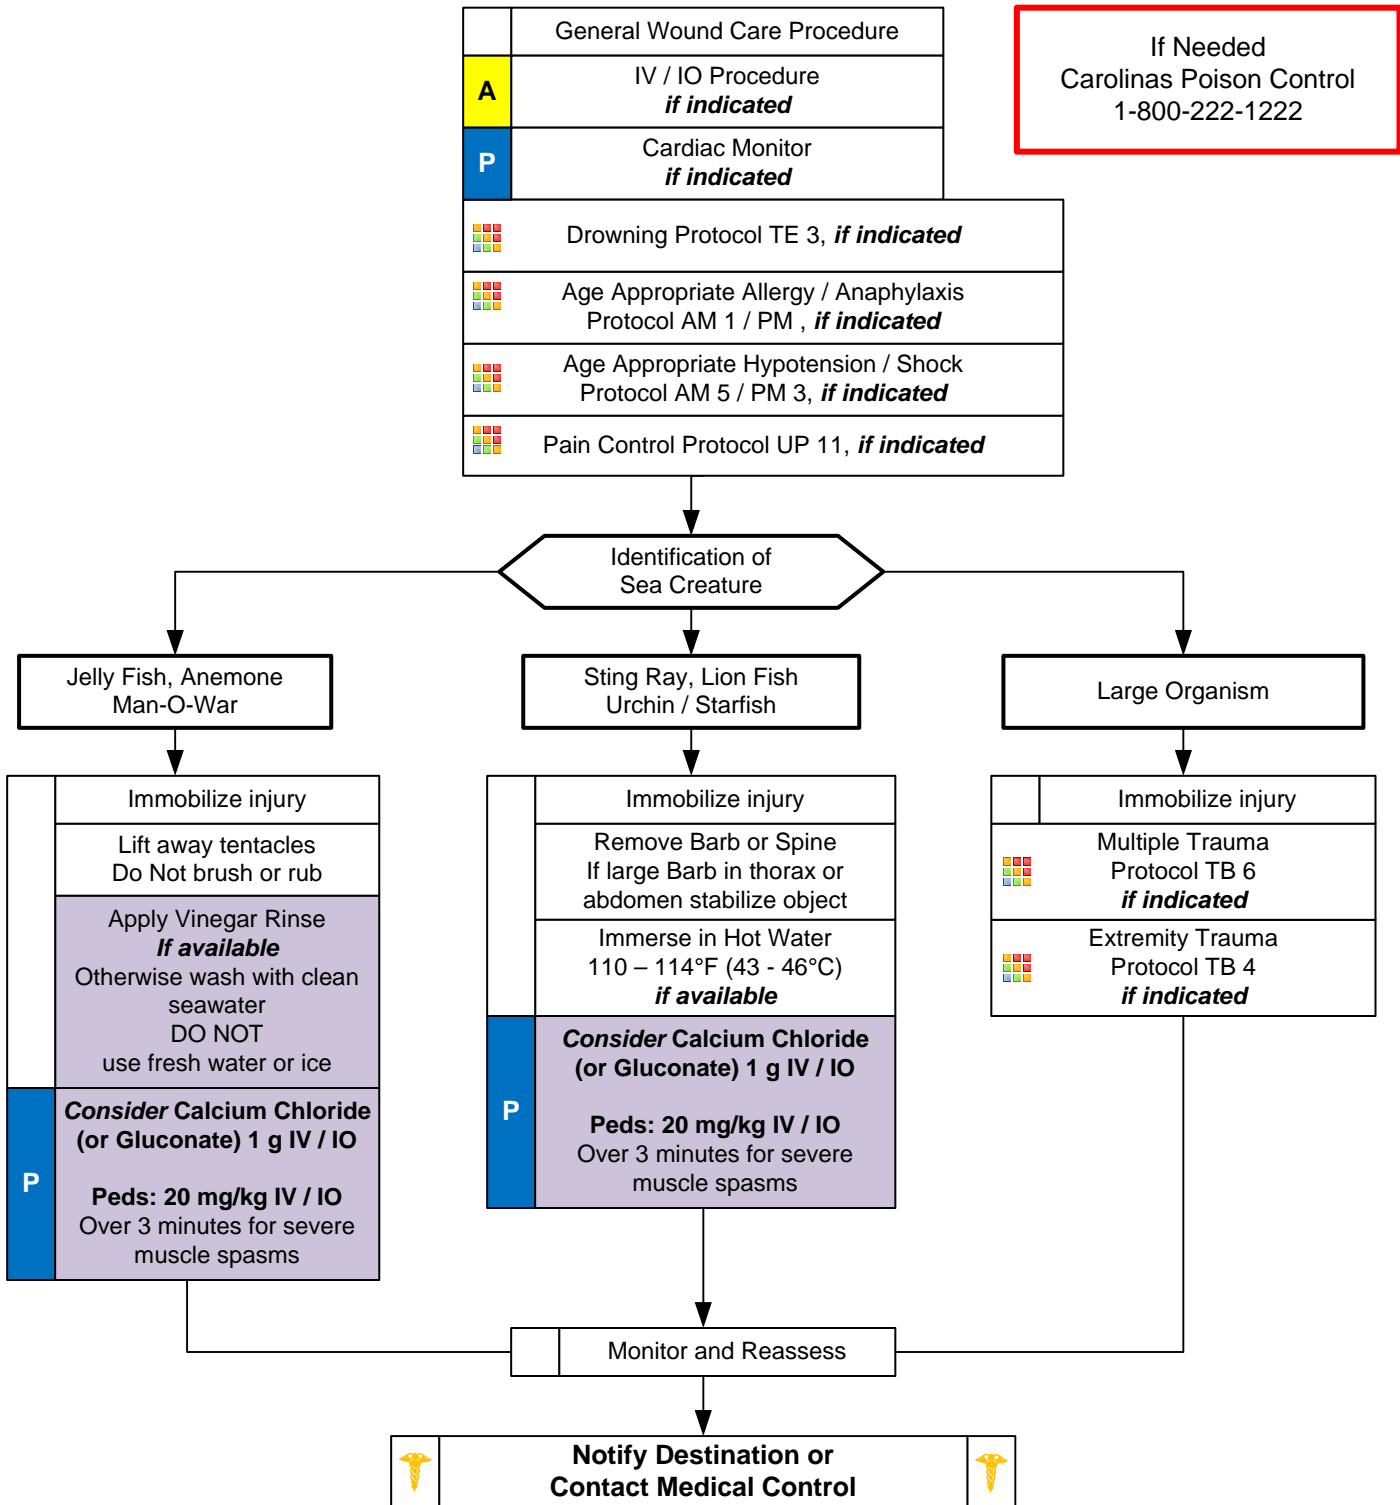 General Wound Care Procedure
A
IV / IO Procedure
if indicated
P
Cardiac Monitor
if indicated
Drowning Protocol TE 3, if indicated
Age Appropriate Allergy / Anaphylaxis
Protocol AM 1 / PM , if indicated
Age Appropriate Hypotension / Shock
Protocol AM 5 / PM 3, if indicated
Pain Control Protocol UP 11, if indicated
If Needed
Carolinas Poison Control
1-800-222-1222
Identification of
Sea Creature
Jelly Fish, Anemone
Man-O-War
Immobilize injury
Lift away tentacles
Do Not brush or rub
Apply Vinegar Rinse
If available
Otherwise wash with clean
seawater
DO NOT
use fresh water or ice
P
Consider Calcium Chloride
(or Gluconate) 1 g IV / IO
Peds: 20 mg/kg IV / IO
Over 3 minutes for severe
muscle spasms
Sting Ray, Lion Fish
Urchin / Starfish
Immobilize injury
Remove Barb or Spine
If large Barb in thorax or
abdomen stabilize object
Immerse in Hot Water
110 – 114°F (43 - 46°C)
if available
P
Consider Calcium Chloride
(or Gluconate) 1 g IV / IO
Peds: 20 mg/kg IV / IO
Over 3 minutes for severe
muscle spasms
Large Organism
Immobilize injury
Multiple Trauma
Protocol TB 6
if indicated
Extremity Trauma
Protocol TB 4
if indicated
Monitor and Reassess
Notify Destination or
Contact Medical Control